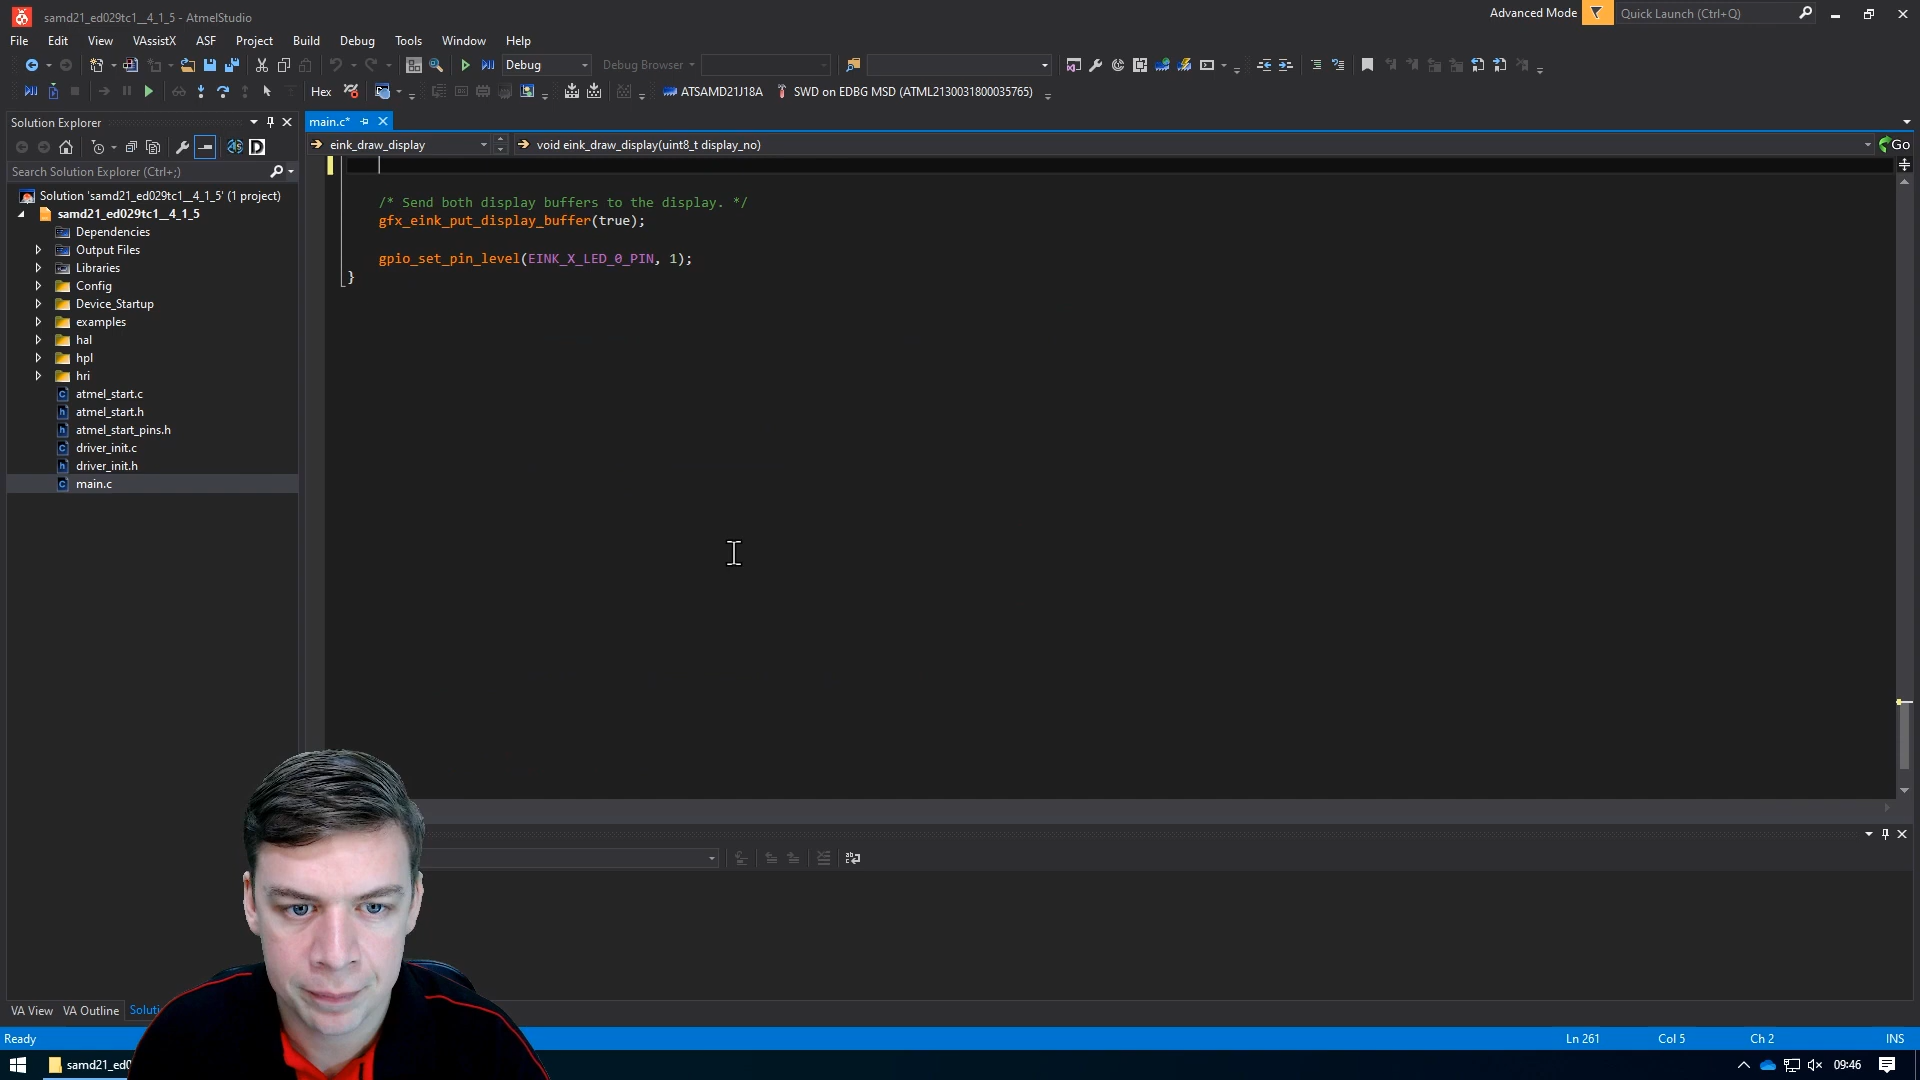 samd21_ed029tc1__4_1_5 - AtmelStudio
Advanced Mode
Quick Launch (Ctrl+Q)
File Edit View VAssistX ASF Project Build Debug Tools Window Help
Debug
Debug Browser
Hex
ATSAMD21J18A
SWD on EDBG MSD (ATML2130031800035765)
Solution Explorer
main.c*
eink_draw_display
void eink_draw_display(uint8_t display_no)
Go
Search Solution Explorer (Ctrl+;)
Solution 'samd21_ed029tc1__4_1_5' (1 project)
samd21_ed029tc1__4_1_5
Dependencies
Output Files
Libraries
Config
Device_Startup
examples
hal
hpl
hri
atmel_start.c
atmel_start.h
atmel_start_pins.h
driver_init.c
driver_init.h
main.c
/* Send both display buffers to the display. */
gfx_eink_put_display_buffer(true);
gpio_set_pin_level(EINK_X_LED_0_PIN, 1);
}
VA View VA Outline
Ready
Ln 261 Col 5 Ch 2 INS
09:46